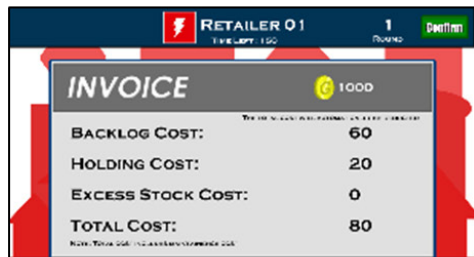 RETAILER 01
TIME LEFT: 150
1
ROUND
Confirm
INVOICE
G 1000
BACKLOG COST: 60
HOLDING COST: 20
EXCESS STOCK COST: 0
TOTAL COST: 80